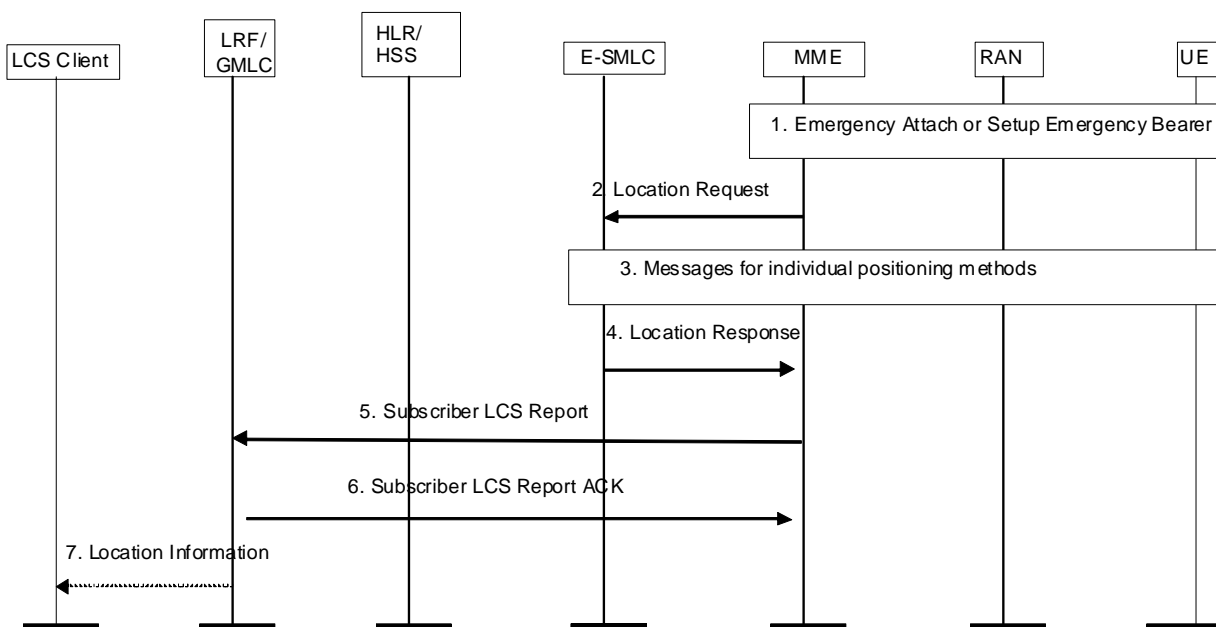 LCS Client
LRF/
GMLC
HLR/
HSS
E-SMLC
MME
RAN
UE
1. Emergency Attach or Setup Emergency Bearer
2. Location Request
3. Messages for individual positioning methods
4. Location Response
5. Subscriber LCS Report
6. Subscriber LCS Report ACK
7. Location Information